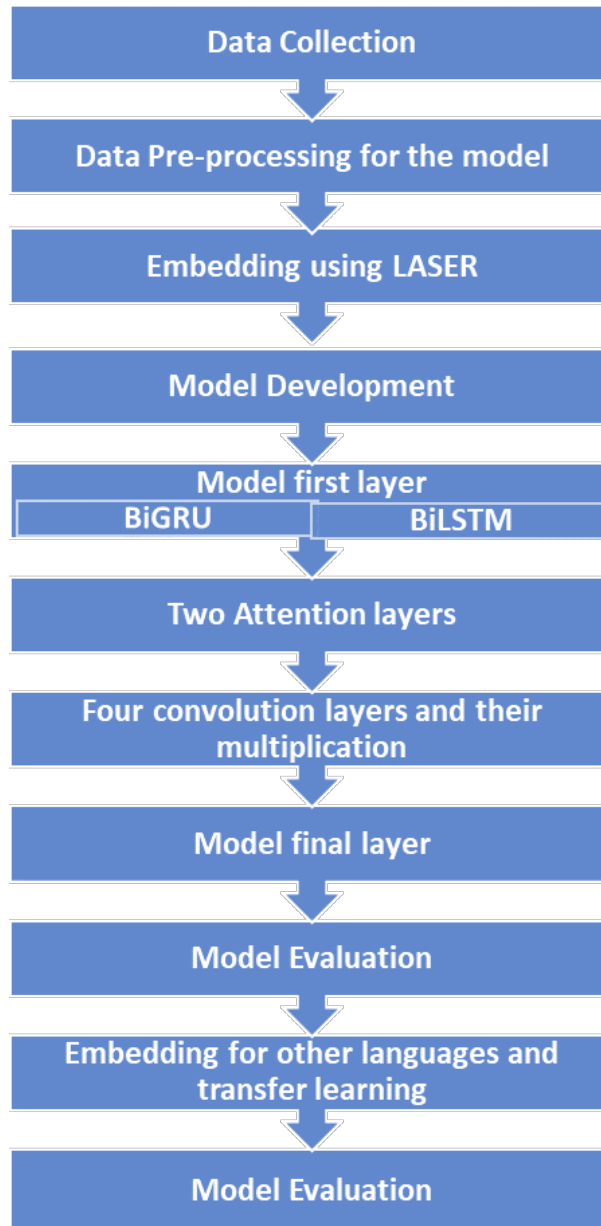 Data Collection
Data Pre-processing for the model
Embedding using LASER
Model Development
Model first layer
BiGRU BiLSTM
Two Attention layers
Four convolution layers and their
multiplication
Model final layer
Model Evaluation
Embedding for other languages and
transfer learning
Model Evaluation